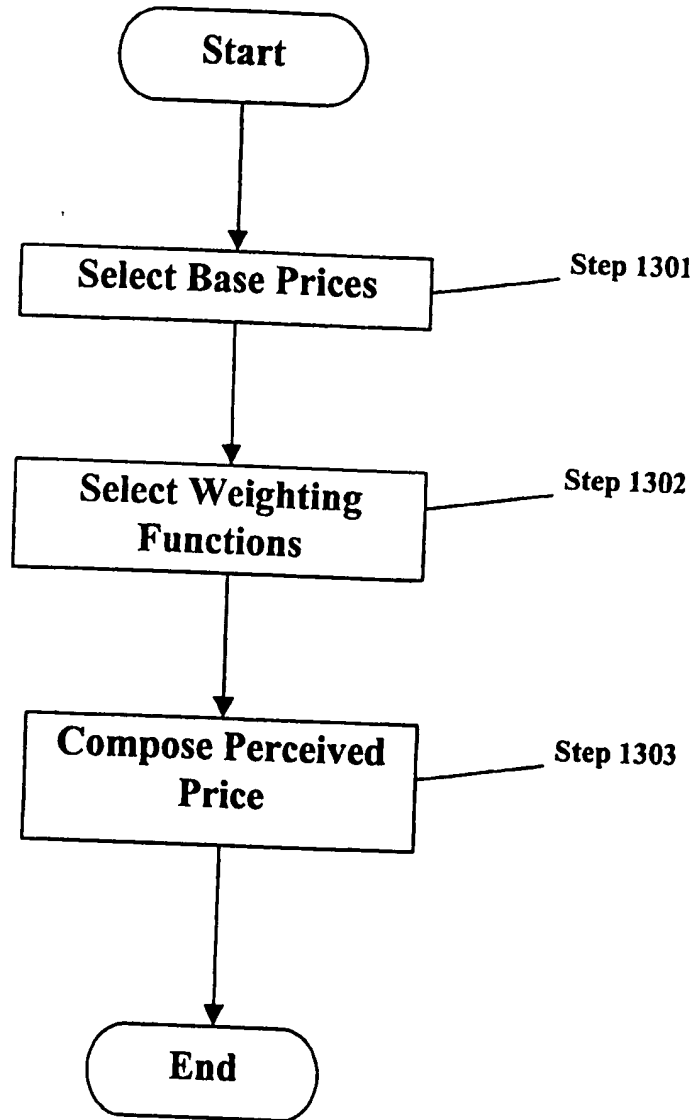 Start
Select Base Prices
Step 1301
Select Weighting
Functions
Step 1302
Compose Perceived
Price
Step 1303
End